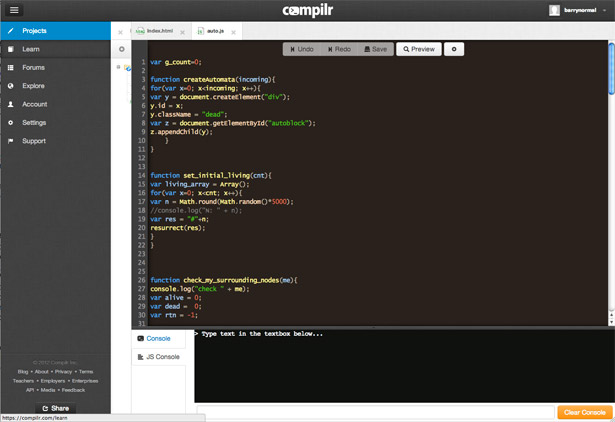 compilr
berrynormel
Projects
Learn
Forums
Explore
Account
Settings
Support
index.html
auto.js
Undo
Redo
Save
Preview
1 var g_count=0;
2
3 function createAutomata(incoming){
4 for(var x=0; x<incoming; x++){
5 var y = document.createElement("div");
6 y.id = x;
7 y.className = "dead";
8 var z = document.getElementById("autoblock");
9 z.appendChild(y);
10 }
11 }
12
13
14 function set_initial_living(cnt){
15 var living_array = Array();
16 for(var x=0; x<cnt; x++){
17 var n = Math.round(Math.random()*5000);
18 //console.log("N: " + n);
19 var res = "#"+n;
20 resurrect(res);
21 }
22 }
23
24
25
26 function check_my_surrounding_nodes(me){
27 console.log("check " + me);
28 var alive = 0;
29 var dead = 0;
30 var rtn = -1;
31
Console
JS Console
> Type text in the textbox below...
Clear Console
© 2012 Compilr Inc.
Blog • About • Privacy • Terms
Teachers • Employers • Enterprises
API • Media • Feedback
Share
https://compilr.com/learn